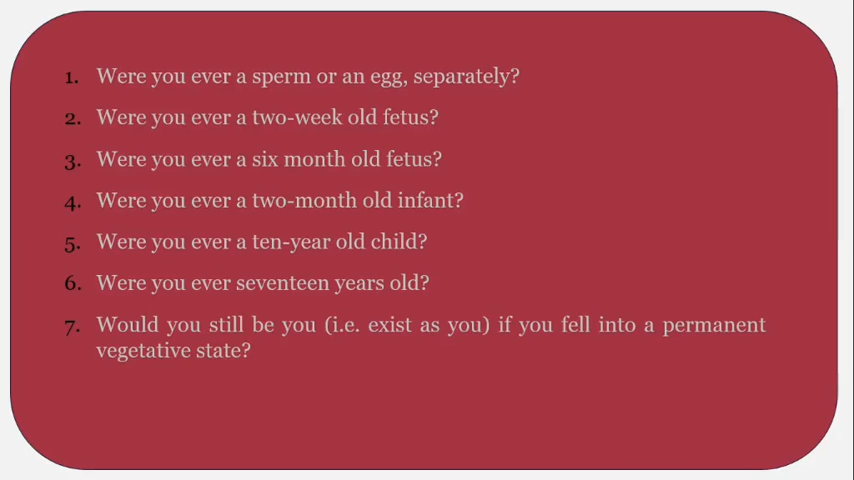 1. Were you ever a sperm or an egg, separately?
2. Were you ever a two-week old fetus?
3. Were you ever a six month old fetus?
4. Were you ever a two-month old infant?
5. Were you ever a ten-year old child?
6. Were you ever seventeen years old?
7. Would you still be you (i.e. exist as you) if you fell into a permanent
vegetative state?